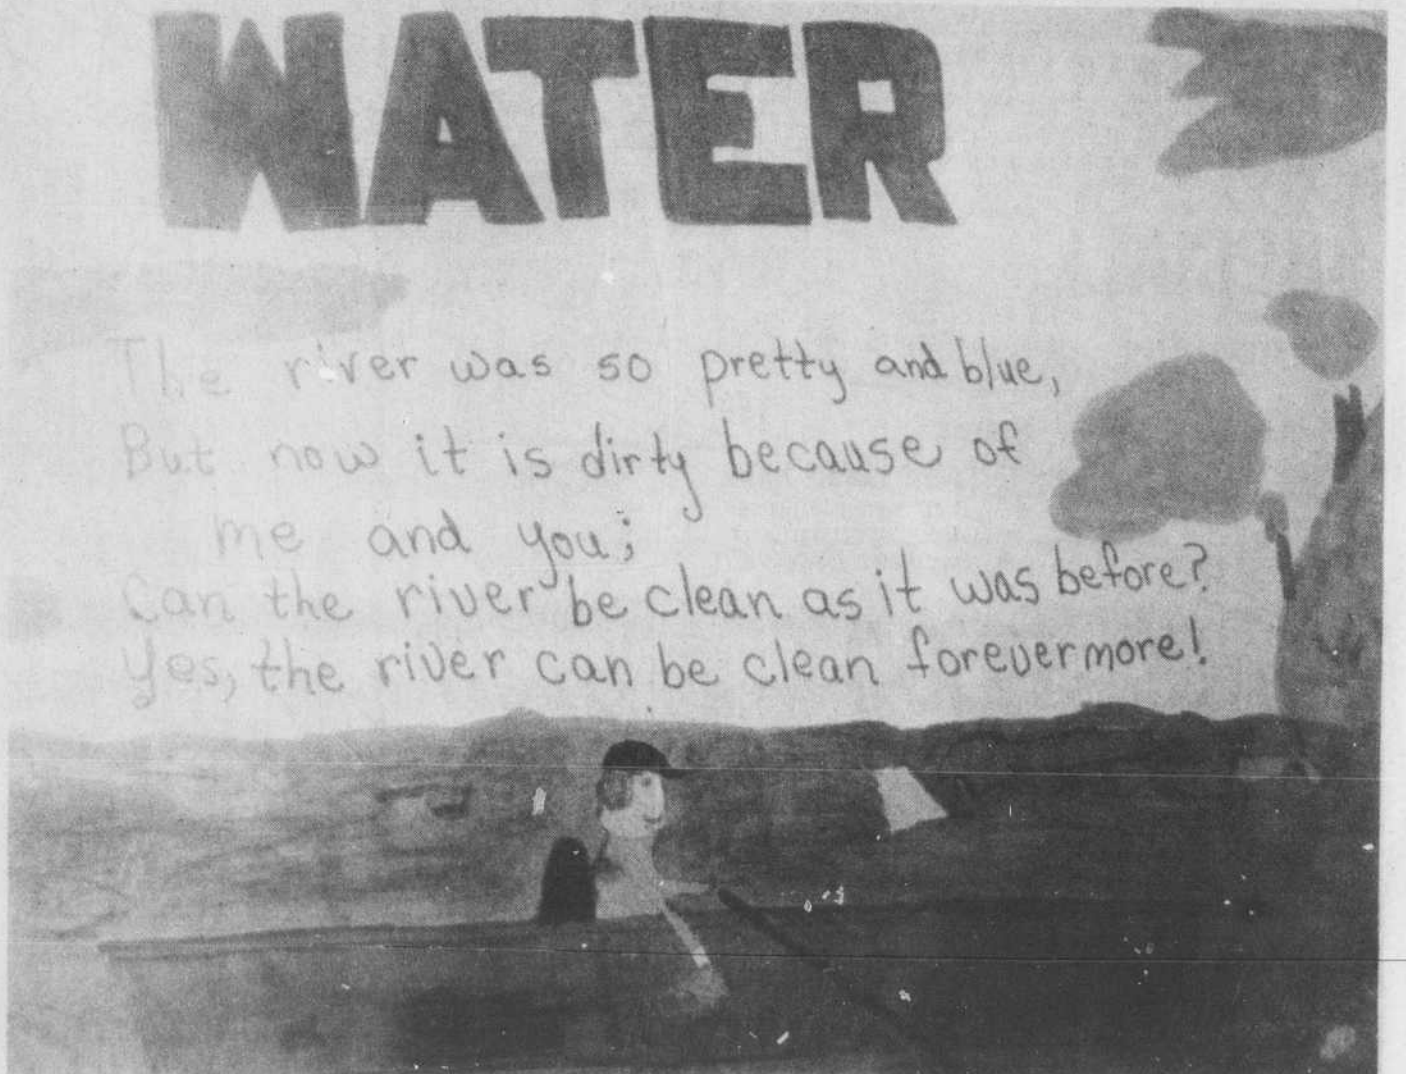 WATER
The river was so pretty and blue,
But now it is dirty because of
me and you;
Can the river be clean as it was before?
Yes, the river can be clean forevermore!